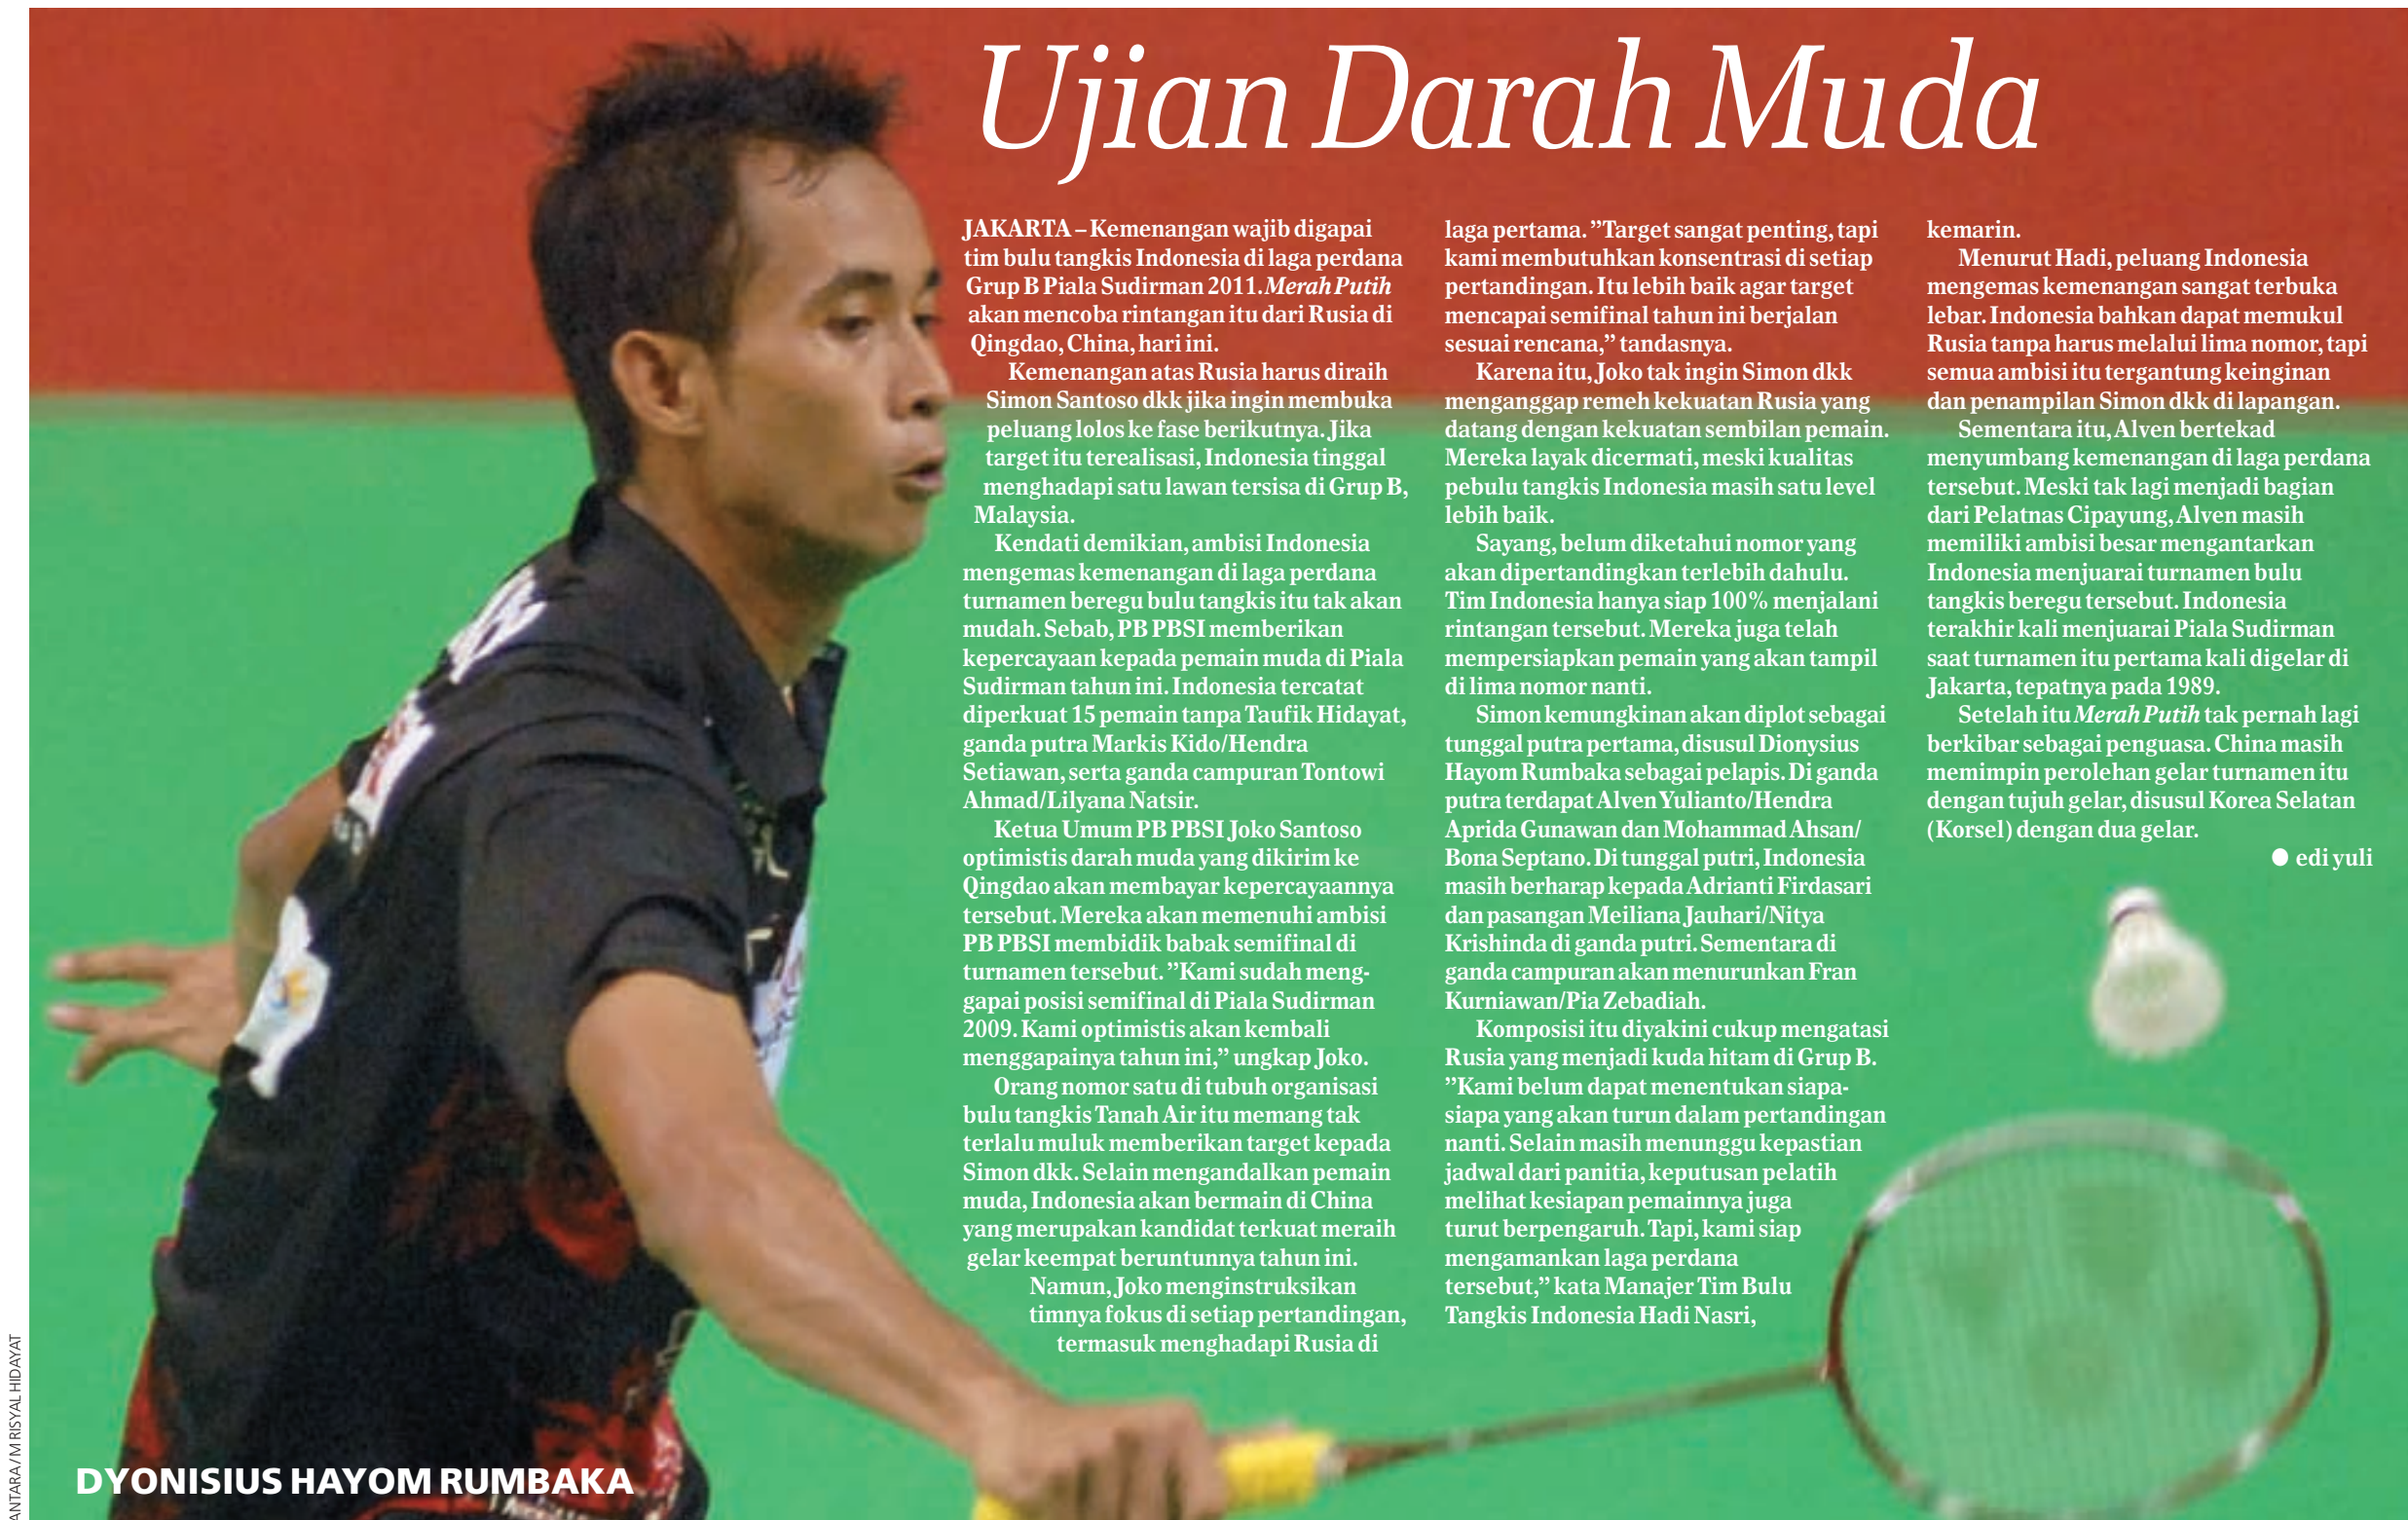 Ujian Darah Muda
JAKARTA – Kemenangan wajib digapai
tim bulu tangkis Indonesia di laga perdana
Grup B Piala Sudirman 2011. Merah Putih
akan mencoba rintangan itu dari Rusia di
Qingdao, China, hari ini.
Kemenangan atas Rusia harus diraih
Simon Santoso dkk jika ingin membuka
peluang lolos ke fase berikutnya. Jika
target itu terealisasi, Indonesia tinggal
menghadapi satu lawan tersisa di Grup B,
Malaysia.
Kendati demikian, ambisi Indonesia
mengemas kemenangan di laga perdana
turnamen beregu bulu tangkis itu tak akan
mudah. Sebab, PB PBSI memberikan
kepercayaan kepada pemain muda di Piala
Sudirman tahun ini. Indonesia tercatat
diperkuat 15 pemain tanpa Taufik Hidayat,
ganda putra Markis Kido/Hendra
Setiawan, serta ganda campuran Tontowi
Ahmad/Lilyana Natsir.
Ketua Umum PB PBSI Joko Santoso
optimistis darah muda yang dikirim ke
Qingdao akan membayar kepercayaannya
tersebut. Mereka akan memenuhi ambisi
PB PBSI membidik babak semifinal di
turnamen tersebut. ”Kami sudah meng-
gapai posisi semifinal di Piala Sudirman
2009. Kami optimistis akan kembali
menggapainya tahun ini,” ungkap Joko.
Orang nomor satu di tubuh organisasi
bulu tangkis Tanah Air itu memang tak
terlalu muluk memberikan target kepada
Simon dkk. Selain mengandalkan pemain
muda, Indonesia akan bermain di China
yang merupakan kandidat terkuat meraih
gelar keempat beruntunnya tahun ini.
Namun, Joko menginstruksikan
timnya fokus di setiap pertandingan,
termasuk menghadapi Rusia di
laga pertama. ”Target sangat penting, tapi
kami membutuhkan konsentrasi di setiap
pertandingan. Itu lebih baik agar target
mencapai semifinal tahun ini berjalan
sesuai rencana,” tandasnya.
Karena itu, Joko tak ingin Simon dkk
menganggap remeh kekuatan Rusia yang
datang dengan kekuatan sembilan pemain.
Mereka layak dicermati, meski kualitas
pebulu tangkis Indonesia masih satu level
lebih baik.
Sayang, belum diketahui nomor yang
akan dipertandingkan terlebih dahulu.
Tim Indonesia hanya siap 100% menjalani
rintangan tersebut. Mereka juga telah
mempersiapkan pemain yang akan tampil
di lima nomor nanti.
Simon kemungkinan akan diplot sebagai
tunggal putra pertama, disusul Dionysius
Hayom Rumbaka sebagai pelapis. Di ganda
putra terdapat Alven Yulianto/Hendra
Aprida Gunawan dan Mohammad Ahsan/
Bona Septano. Di tunggal putri, Indonesia
masih berharap kepada Adrianti Firdasari
dan pasangan Meiliana Jauhari/Nitya
Krishinda di ganda putri. Sementara di
ganda campuran akan menurunkan Fran
Kurniawan/Pia Zebadiah.
Komposisi itu diyakini cukup mengatasi
Rusia yang menjadi kuda hitam di Grup B.
”Kami belum dapat menentukan siapa-
siapa yang akan turun dalam pertandingan
nanti. Selain masih menunggu kepastian
jadwal dari panitia, keputusan pelatih
melihat kesiapan pemainnya juga
turut berpengaruh. Tapi, kami siap
mengamankan laga perdana
tersebut,” kata Manajer Tim Bulu
Tangkis Indonesia Hadi Nasri,
kemarin.
Menurut Hadi, peluang Indonesia
mengemas kemenangan sangat terbuka
lebar. Indonesia bahkan dapat memukul
Rusia tanpa harus melalui lima nomor, tapi
semua ambisi itu tergantung keinginan
dan penampilan Simon dkk di lapangan.
Sementara itu, Alven bertekad
menyumbang kemenangan di laga perdana
tersebut. Meski tak lagi menjadi bagian
dari Pelatnas Cipayung, Alven masih
memiliki ambisi besar mengantarkan
Indonesia menjuarai turnamen bulu
tangkis beregu tersebut. Indonesia
terakhir kali menjuarai Piala Sudirman
saat turnamen itu pertama kali digelar di
Jakarta, tepatnya pada 1989.
Setelah itu Merah Putih tak pernah lagi
berkibar sebagai penguasa. China masih
memimpin perolehan gelar turnamen itu
dengan tujuh gelar, disusul Korea Selatan
(Korsel) dengan dua gelar.
● edi yuli
DYONISIUS HAYOM RUMBAKA
ANTARA / M RISYAL HIDAYAT